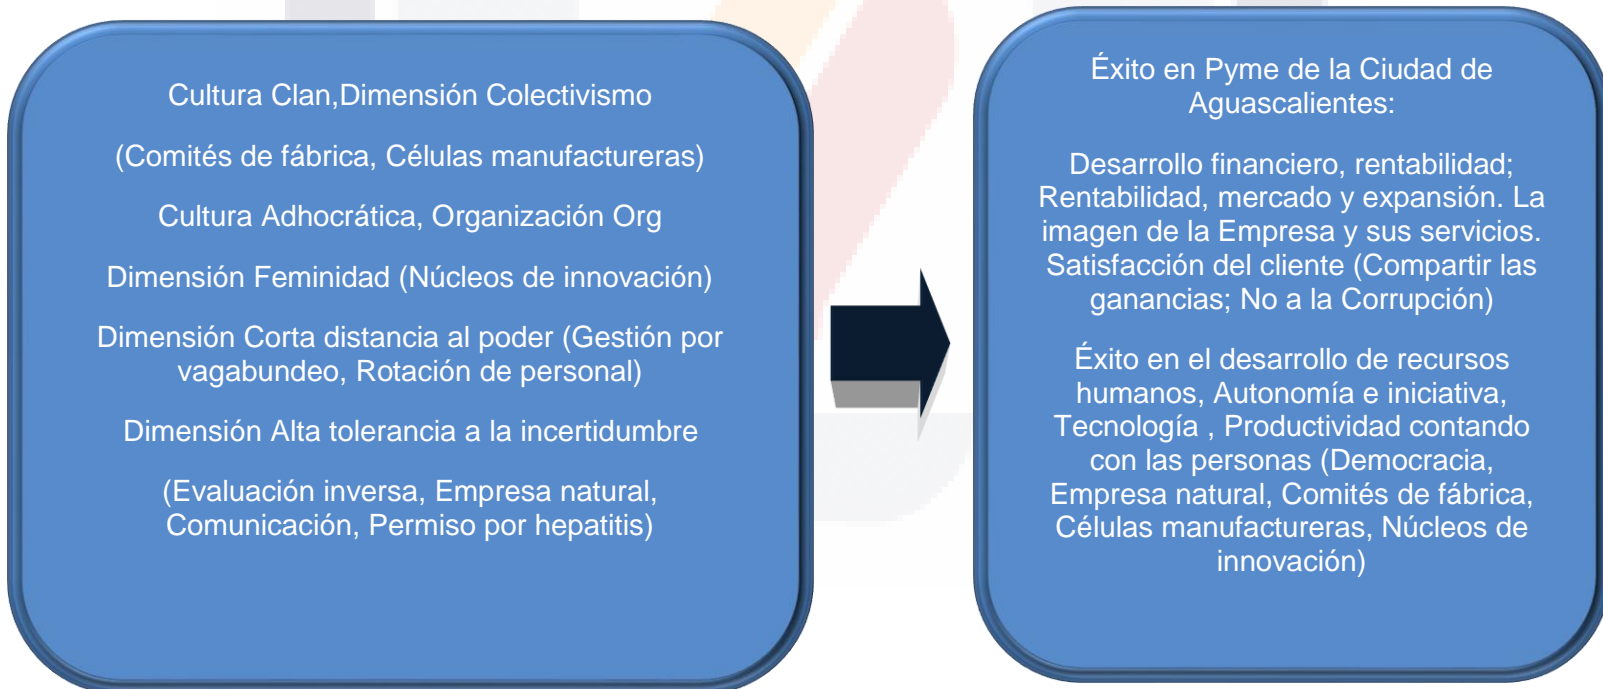 Cultura Clan,Dimensión Colectivismo
(Comités de fábrica, Células manufactureras)
Cultura Adhocrática, Organización Org
Dimensión Feminidad (Núcleos de innovación)
Dimensión Corta distancia al poder (Gestión por
vagabundeo, Rotación de personal)
Dimensión Alta tolerancia a la incertidumbre
(Evaluación inversa, Empresa natural,
Comunicación, Permiso por hepatitis)
Éxito en Pyme de la Ciudad de
Aguascalientes:
Desarrollo financiero, rentabilidad;
Rentabilidad, mercado y expansión. La
imagen de la Empresa y sus servicios.
Satisfacción del cliente (Compartir las
ganancias; No a la Corrupción)
Éxito en el desarrollo de recursos
humanos, Autonomía e iniciativa,
Tecnología , Productividad contando
con las personas (Democracia,
Empresa natural, Comités de fábrica,
Células manufactureras, Núcleos de
innovación)